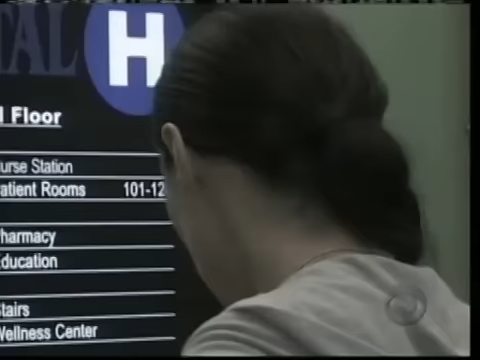 TAL H
l Floor
urse Station
atient Rooms 101-12
harmacy
ducation
tairs
Wellness Center